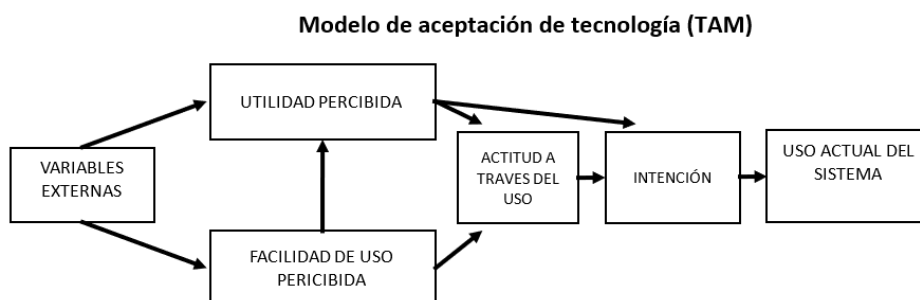 Modelo de aceptación de tecnología (TAM)
UTILIDAD PERCIBIDA
VARIABLES
EXTERNAS
ACTITUD A
TRAVES DEL
USO
INTENCIÓN
USO ACTUAL DEL
SISTEMA
FACILIDAD DE USO
PERICIBIDA